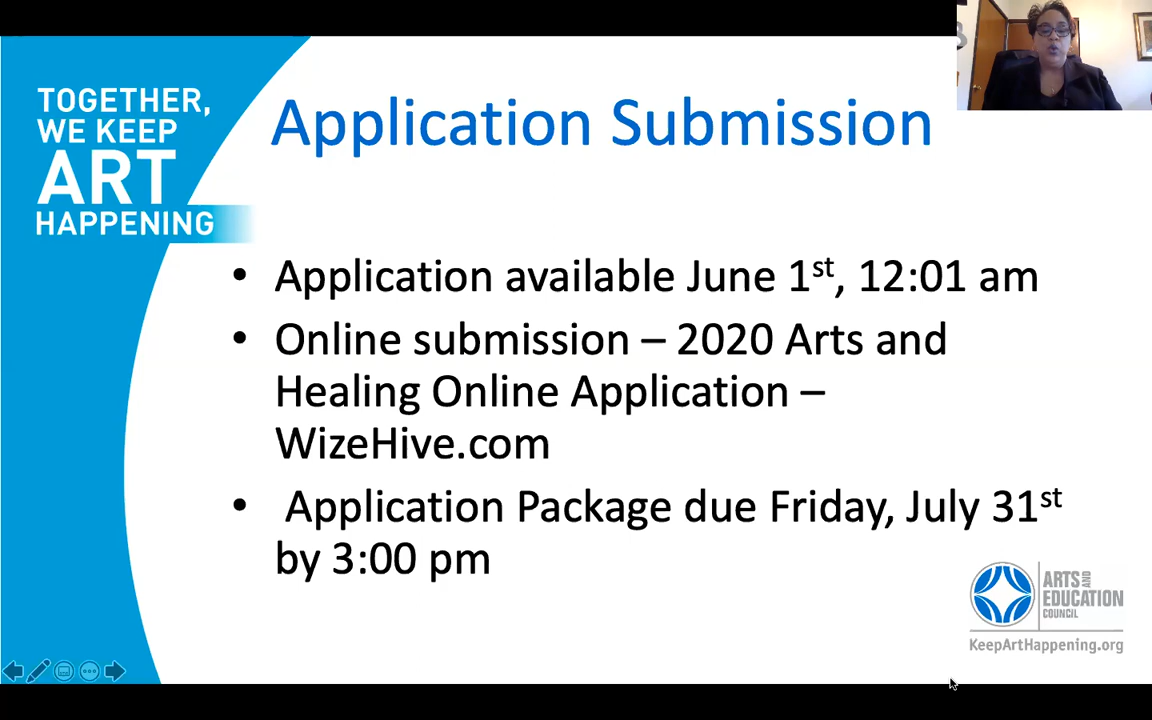 TOGETHER,
WE KEEP
ART
HAPPENING
Application Submission
• Application available June 1st, 12:01 am
• Online submission – 2020 Arts and
Healing Online Application –
WizeHive.com
• Application Package due Friday, July 31st
by 3:00 pm
ARTS AND
EDUCATION
COUNCIL
KeepArtHappening.org